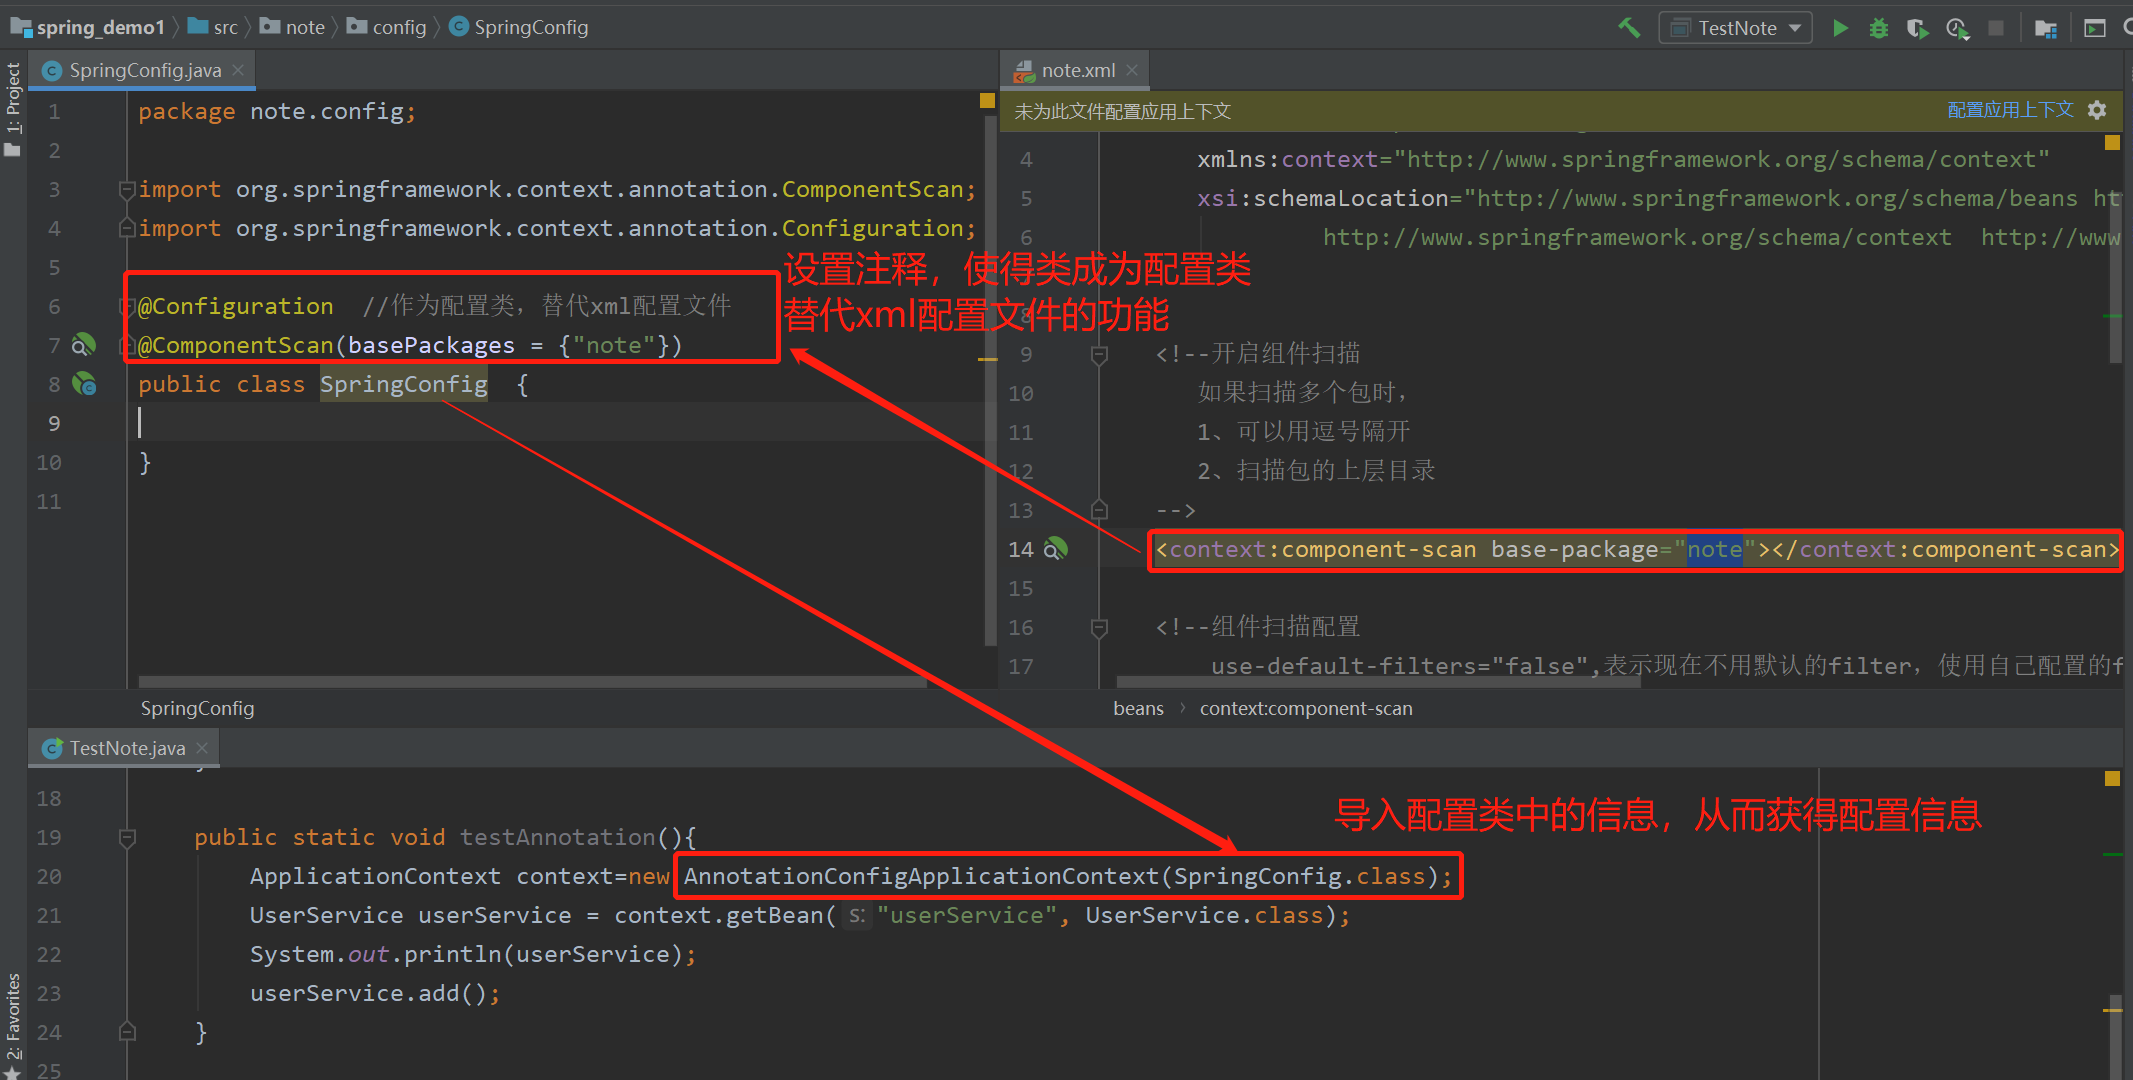 spring_demo1 src note config SpringConfig TestNote
1: Project
SpringConfig.java
1 package note.config;
2
3 import org.springframework.context.annotation.ComponentScan;
4 import org.springframework.context.annotation.Configuration;
5
6 @Configuration //作为配置类，替代xml配置文件
7 @ComponentScan(basePackages = {"note"})
8 public class SpringConfig {
9
10 }
11
设置注释，使得类成为配置类
替代xml配置文件的功能
SpringConfig
note.xml
未为此文件配置应用上下文 配置应用上下文
4 xmlns:context="http://www.springframework.org/schema/context"
5 xsi:schemaLocation="http://www.springframework.org/schema/beans ht
6 http://www.springframework.org/schema/context http://www
8
9 <!--开启组件扫描
10 如果扫描多个包时，
11 1、可以用逗号隔开
12 2、扫描包的上层目录
13 -->
14 <context:component-scan base-package="note"></context:component-scan>
15
16 <!--组件扫描配置
17 use-default-filters="false",表示现在不用默认的filter，使用自己配置的f
beans context:component-scan
TestNote.java
18
19 public static void testAnnotation(){
20 ApplicationContext context=new AnnotationConfigApplicationContext(SpringConfig.class);
21 UserService userService = context.getBean( s: "userService", UserService.class);
22 System.out.println(userService);
23 userService.add();
24 }
25
导入配置类中的信息，从而获得配置信息
2: Favorites